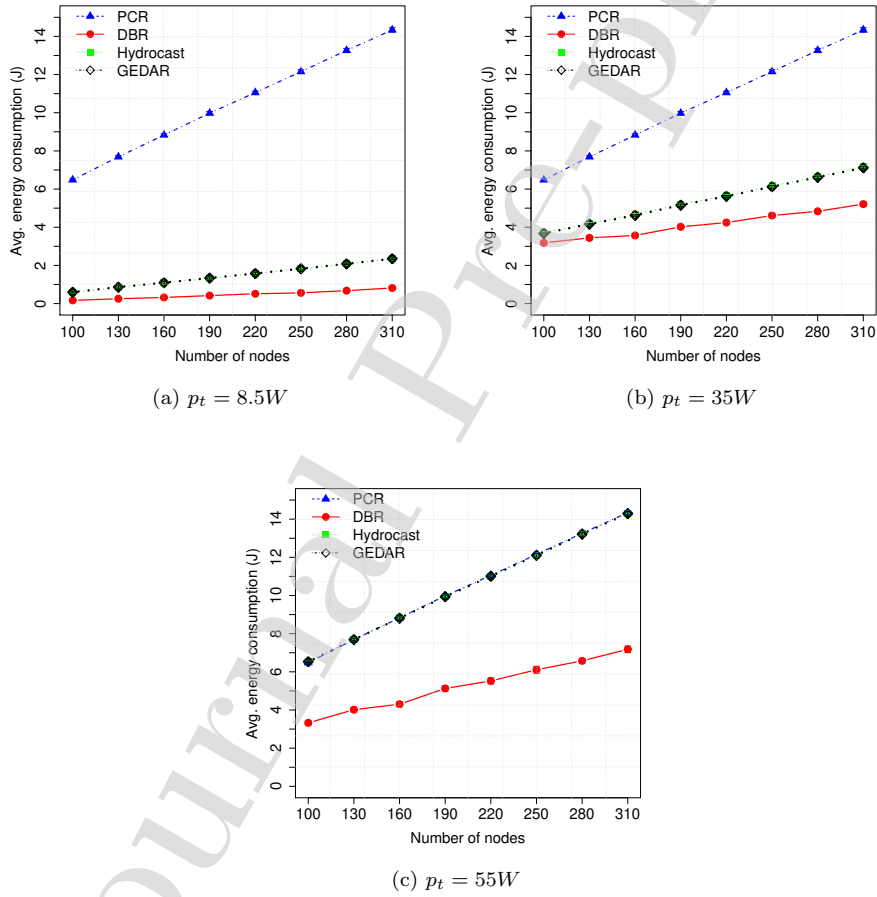 14
12
10
8
6
4
2
0
Avg. energy consumption (J)
PCR
DBR
Hydrocast
GEDAR
100 130 160 190 220 250 280 310
Number of nodes
(a) p_t = 8.5W
14
12
10
8
6
4
2
0
Avg. energy consumption (J)
PCR
DBR
Hydrocast
GEDAR
100 130 160 190 220 250 280 310
Number of nodes
(b) p_t = 35W
14
12
10
8
6
4
2
0
Avg. energy consumption (J)
PCR
DBR
Hydrocast
GEDAR
100 130 160 190 220 250 280 310
Number of nodes
(c) p_t = 55W
ournal Pre-p